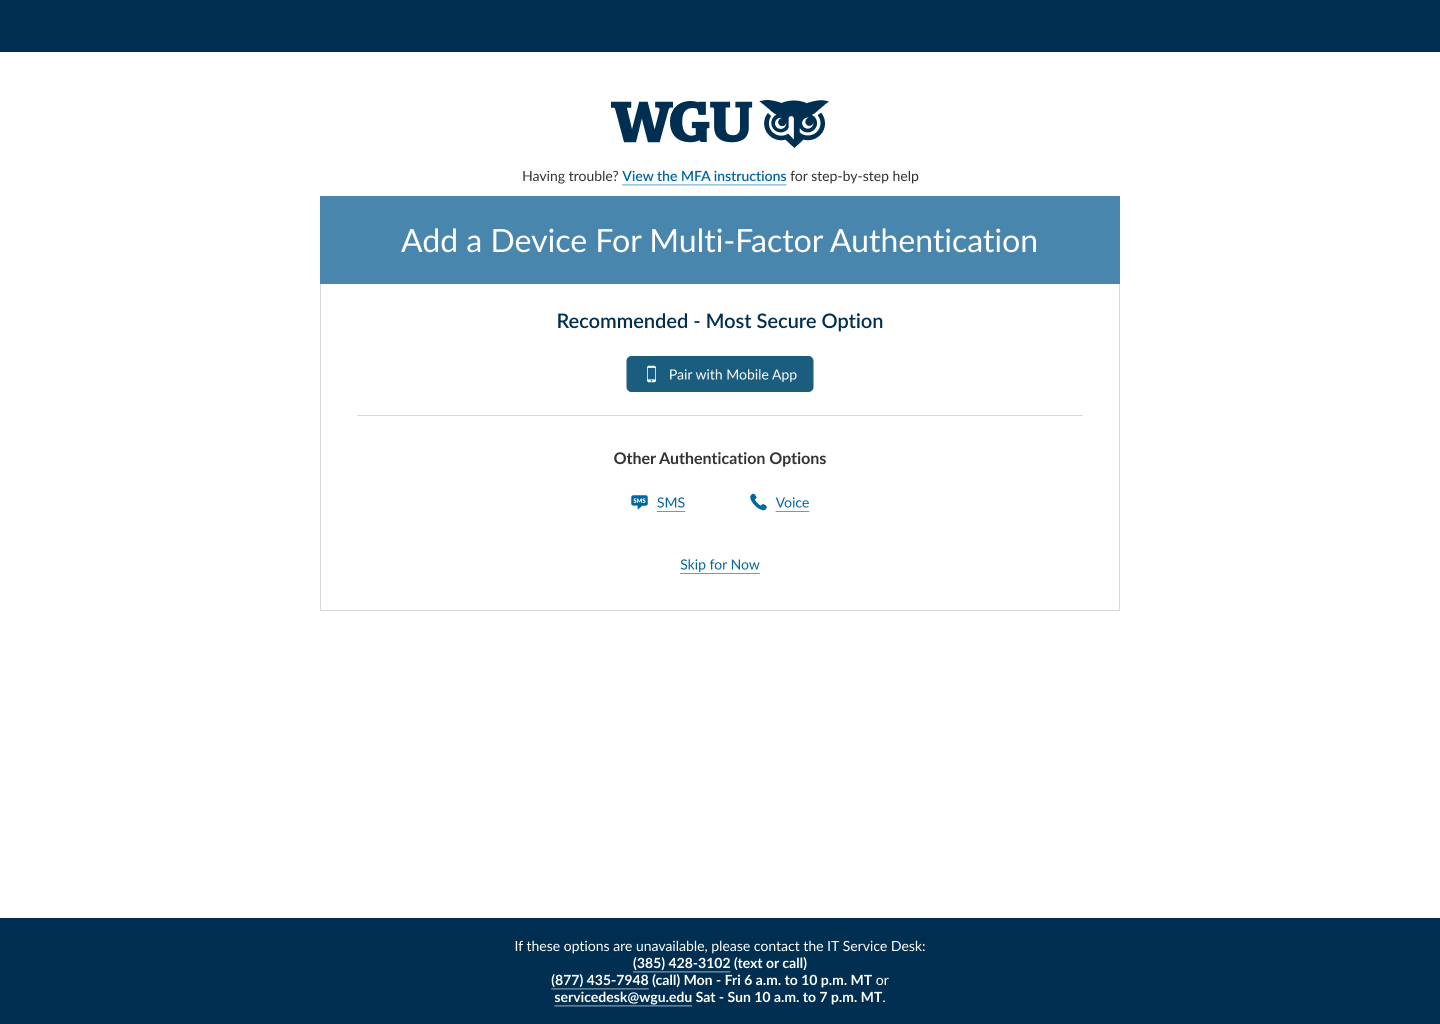 WGU
Having trouble? View the MFA instructions for step-by-step help
Add a Device For Multi-Factor Authentication
Recommended - Most Secure Option
Pair with Mobile App
Other Authentication Options
SMS SMS
Voice
Skip for Now
If these options are unavailable, please contact the IT Service Desk:
(385) 428-3102 (text or call)
(877) 435-7948 (call) Mon - Fri 6 a.m. to 10 p.m. MT or
servicedesk@wgu.edu Sat - Sun 10 a.m. to 7 p.m. MT.